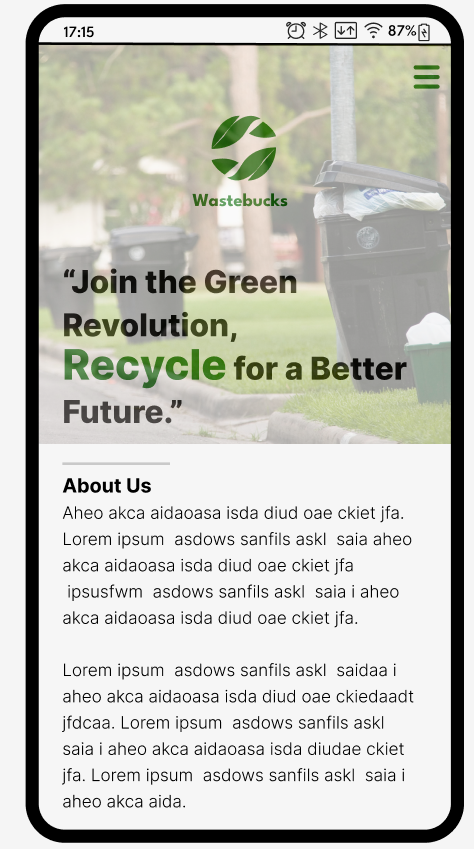 17:15
87%
Wastebucks
“Join the Green
Revolution,
Recycle for a Better
Future.”
About Us
Aheo akca aidaoasa isda diud oae ckiet jfa.
Lorem ipsum  asdows sanfils askl  saia aheo
akca aidaoasa isda diud oae ckiet jfa
ipsusfwm  asdows sanfils askl  saia i aheo
akca aidaoasa isda diud oae ckiet jfa.
Lorem ipsum  asdows sanfils askl  saidaa i
aheo akca aidaoasa isda diud oae ckiedaadt
jfdcaa. Lorem ipsum  asdows sanfils askl
saia i aheo akca aidaoasa isda diudae ckiet
jfa. Lorem ipsum  asdows sanfils askl  saia i
aheo akca aida.